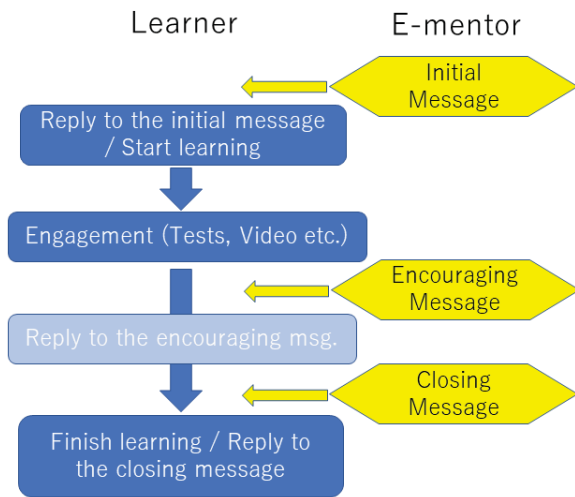 Learner
E-mentor
Initial
Message
Reply to the initial message
/ Start learning
Engagement (Tests, Video etc.)
Encouraging
Message
Reply to the encouraging msg.
Closing
Message
Finish learning / Reply to
the closing message